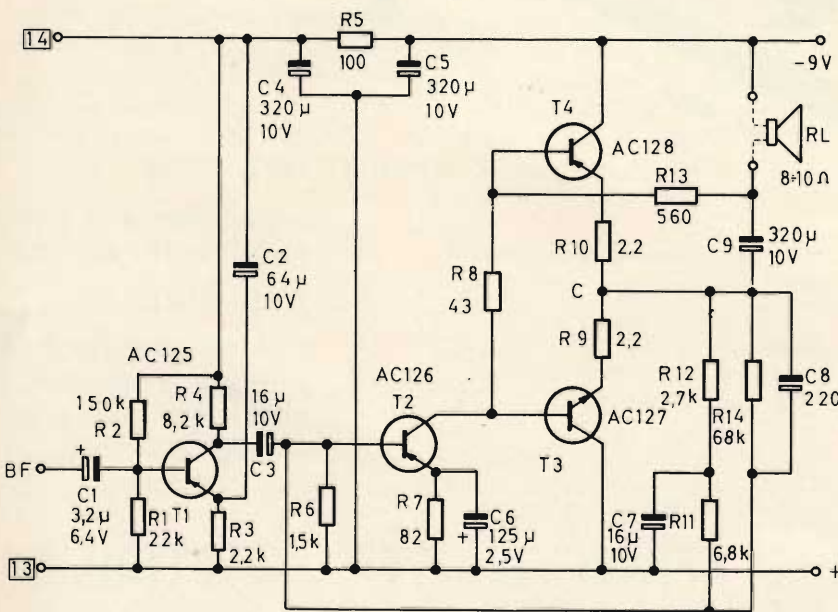 14
R5
100
-9V
C4
320µ
10V
C5
320µ
10V
T4
AC128
RL
8÷10Ω
R13
560
C2
64µ
10V
R10
2,2
C9
320µ
10V
R8
43
C
AC125
R9
2,2
150k
R2
R4
8,2k
16µ
10V
C3
AC126
T2
AC127
T3
R12
2,7k
R14
68k
C8
220
BF
+
C1
3,2µ
6,4V
R1
22k
T1
R3
2,2k
R6
1,5k
R7
82
C6
125µ
2,5V
+
C7
16µ
10V
R11
6,8k
13
+